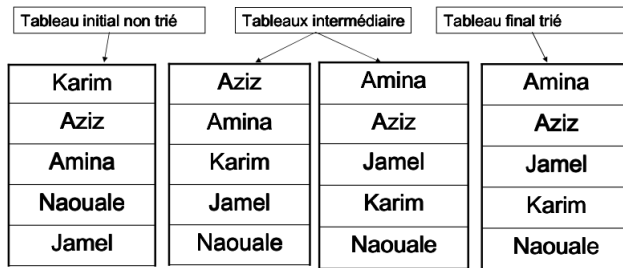 Tableau initial non trié
Tableaux intermédiaire
Tableau final trié
Karim
Aziz
Amina
Naouale
Jamel
Aziz
Amina
Karim
Jamel
Naouale
Amina
Aziz
Jamel
Karim
Naouale
Amina
Aziz
Jamel
Karim
Naouale